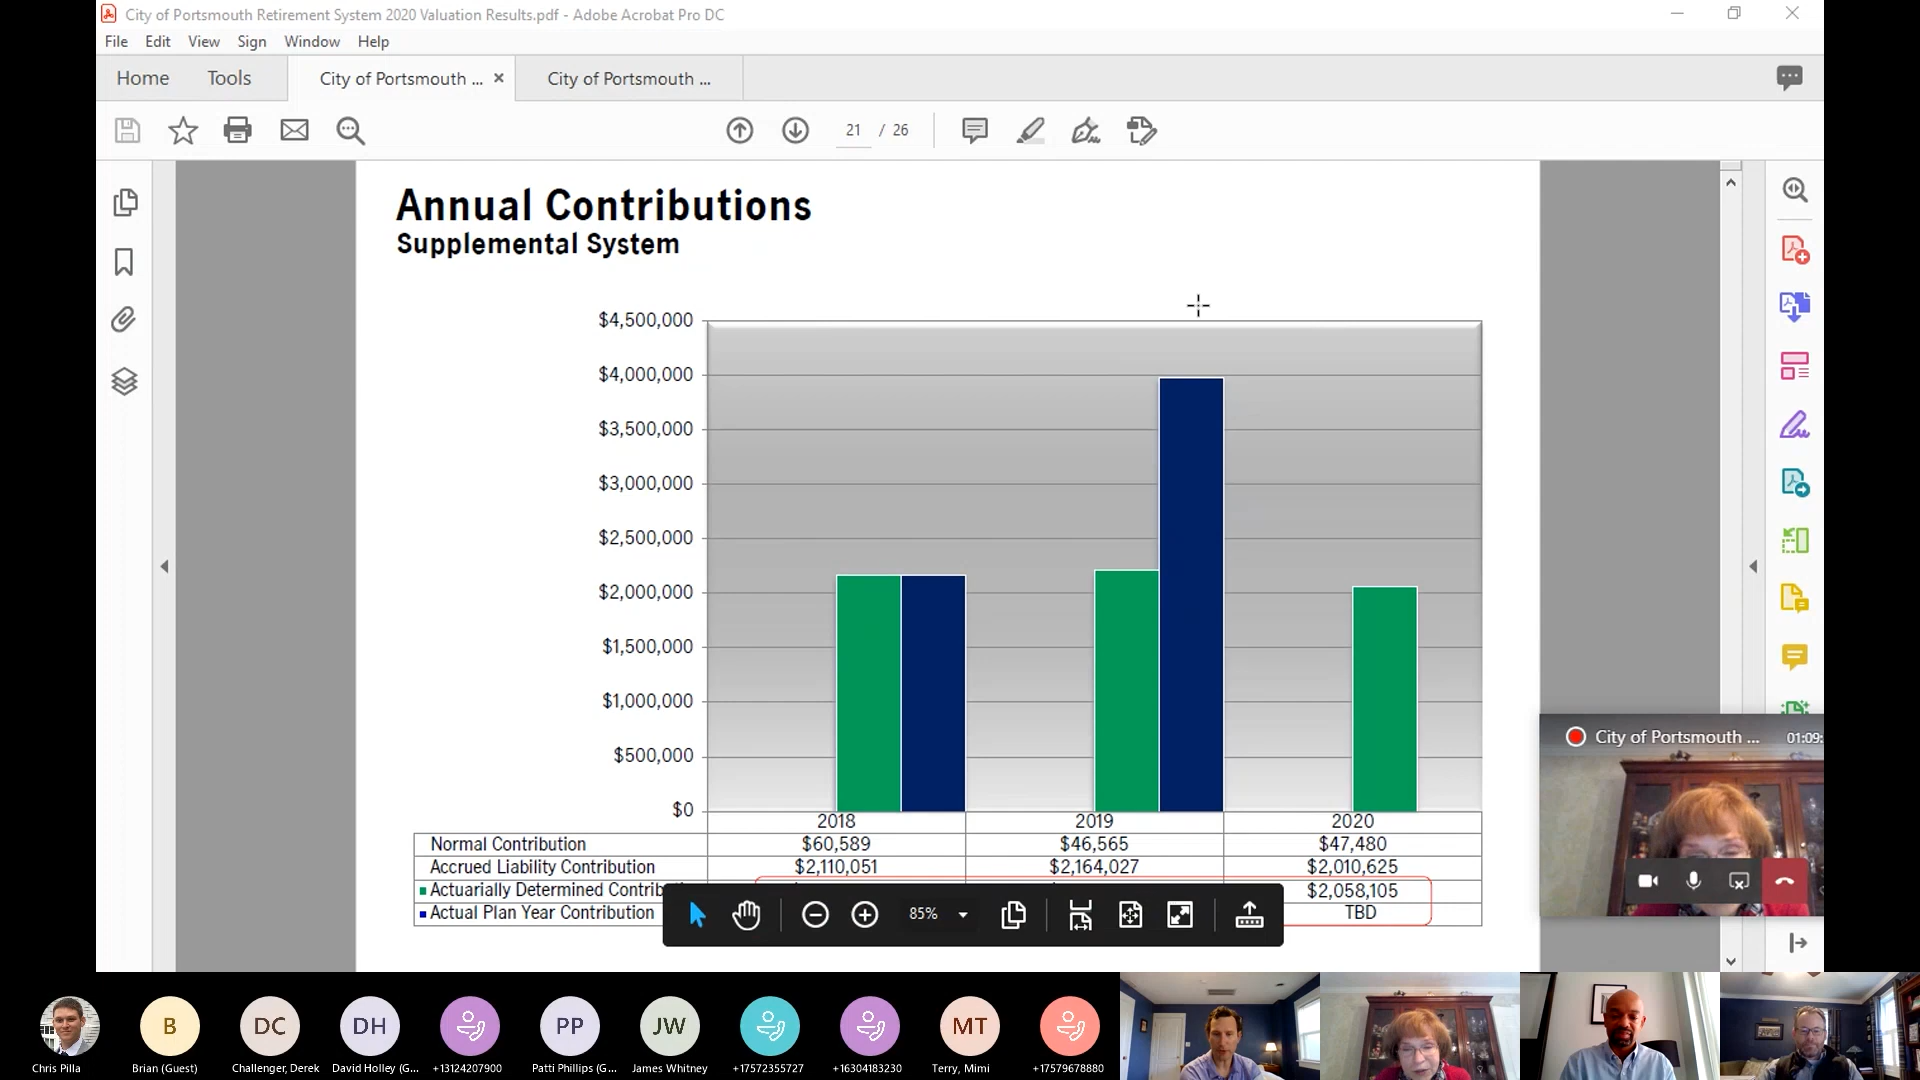 City of Portsmouth Retirement System 2020 Valuation Results.pdf - Adobe Acrobat Pro DC
File Edit View Sign Window Help
Home Tools City of Portsmouth ... × City of Portsmouth ...
21 / 26
Annual Contributions
Supplemental System
$4,500,000
$4,000,000
$3,500,000
$3,000,000
$2,500,000
$2,000,000
$1,500,000
$1,000,000
$500,000
$0
2018 2019 2020
Normal Contribution $60,589 $46,565 $47,480
Accrued Liability Contribution $2,110,051 $2,164,027 $2,010,625
Actuarially Determined Contrib $2,058,105
Actual Plan Year Contribution TBD
85%
City of Portsmouth ... 01:09:
B DC DH PP JW MT
Chris Pilla Brian (Guest) Challenger, Derek David Holley (G... +13124207900 Patti Phillips (G... James Whitney +17572355727 +16304183230 Terry, Mimi +17579678880